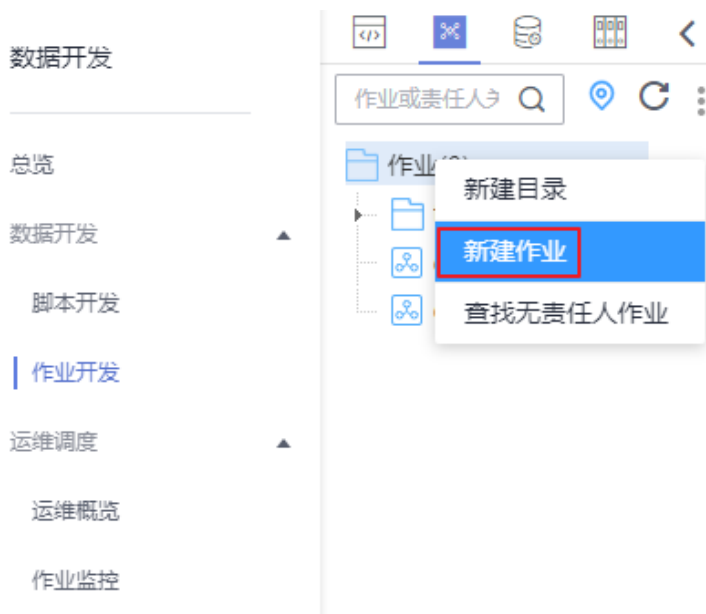 数据开发
总览
数据开发
脚本开发
作业开发
运维调度
运维概览
作业监控
作业或责任人
作业
新建目录
新建作业
查找无责任人作业